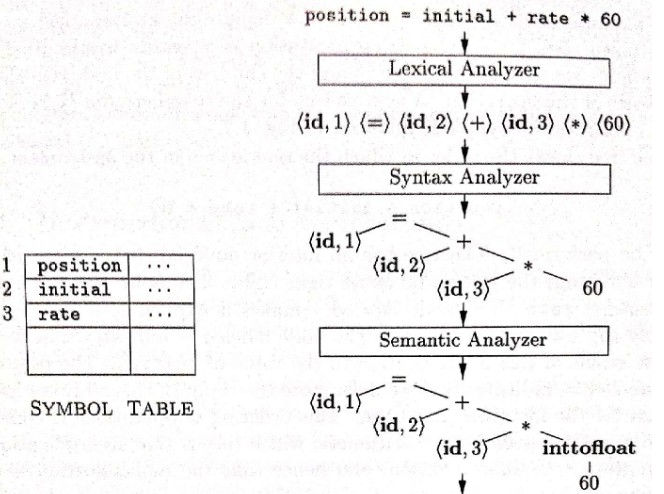 position = initial + rate * 60
Lexical Analyzer
⟨id, 1⟩ ⟨=⟩ ⟨id, 2⟩ ⟨+⟩ ⟨id, 3⟩ ⟨*⟩ ⟨60⟩
Syntax Analyzer
=
⟨id, 1⟩ +
⟨id, 2⟩ *
⟨id, 3⟩ 60
1 position ...
2 initial ...
3 rate ...
SYMBOL TABLE
Semantic Analyzer
=
⟨id, 1⟩ +
⟨id, 2⟩ *
⟨id, 3⟩ inttofloat
60